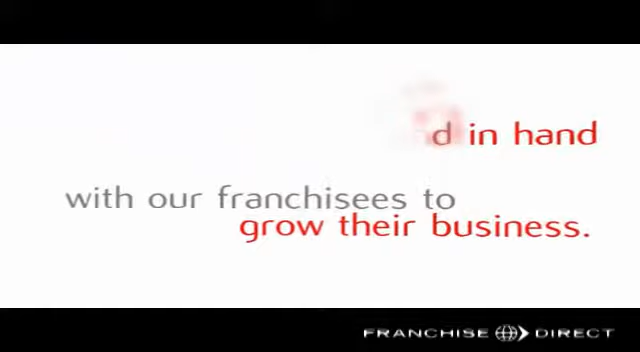 in hand
with our franchisees to
grow their business.
FRANCHISE DIRECT